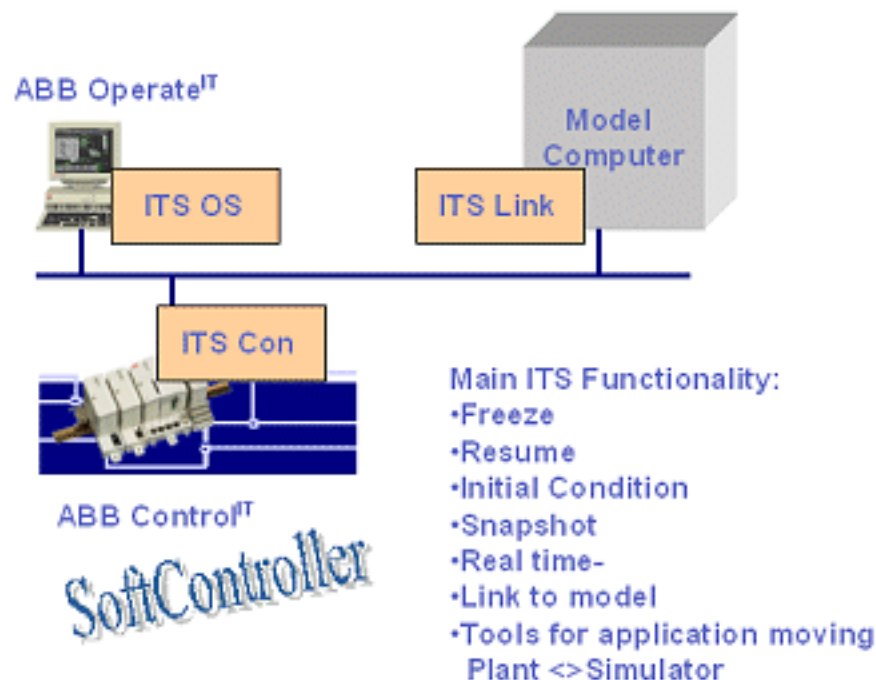 ABB Operate^IT
Model
Computer
ITS OS
ITS Link
ITS Con
ABB Control^IT
SoftController
Main ITS Functionality:
•Freeze
•Resume
•Initial Condition
•Snapshot
•Real time-
•Link to model
•Tools for application moving
Plant <>Simulator